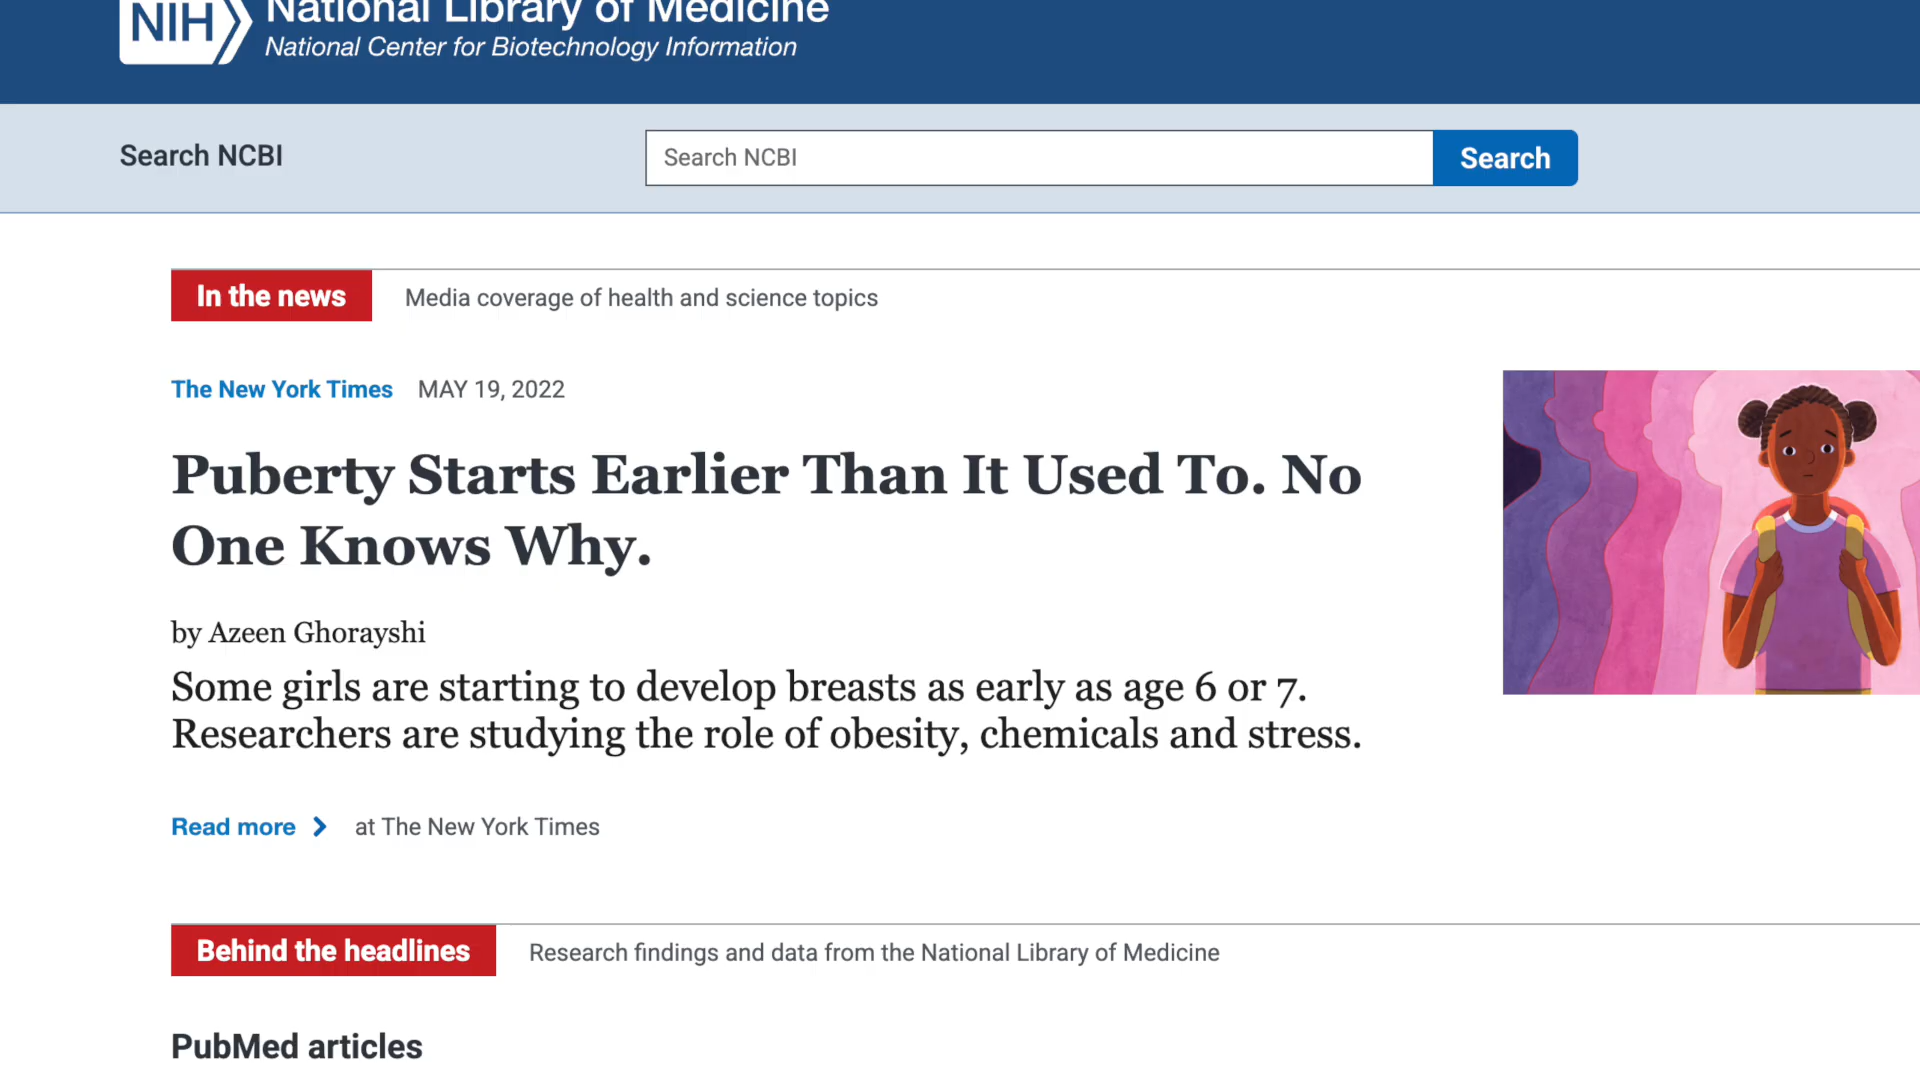 NIH
National Library of Medicine
National Center for Biotechnology Information
Search NCBI
Search NCBI
Search
In the news
Media coverage of health and science topics
The New York Times
MAY 19, 2022
Puberty Starts Earlier Than It Used To. No
One Knows Why.
by Azeen Ghorayshi
Some girls are starting to develop breasts as early as age 6 or 7.
Researchers are studying the role of obesity, chemicals and stress.
Read more
at The New York Times
Behind the headlines
Research findings and data from the National Library of Medicine
PubMed articles